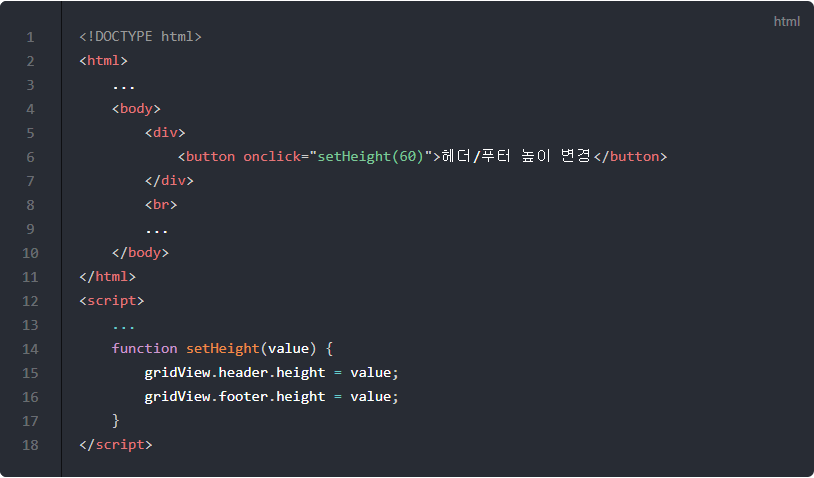 html
1 <!DOCTYPE html>
2 <html>
3     ...
4     <body>
5         <div>
6             <button onclick="setHeight(60)">헤더/푸터 높이 변경</button>
7         </div>
8         <br>
9         ...
10     </body>
11 </html>
12 <script>
13     ...
14     function setHeight(value) {
15         gridView.header.height = value;
16         gridView.footer.height = value;
17     }
18 </script>